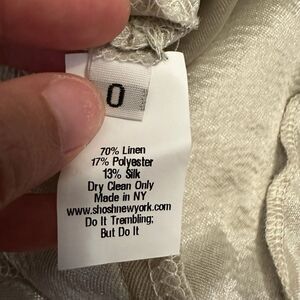 0
70% Linen
17% Polyester
13% Silk
Dry Clean Only
Made in NY
www.shoshnewyork.com
Do It Trembling;
But Do It